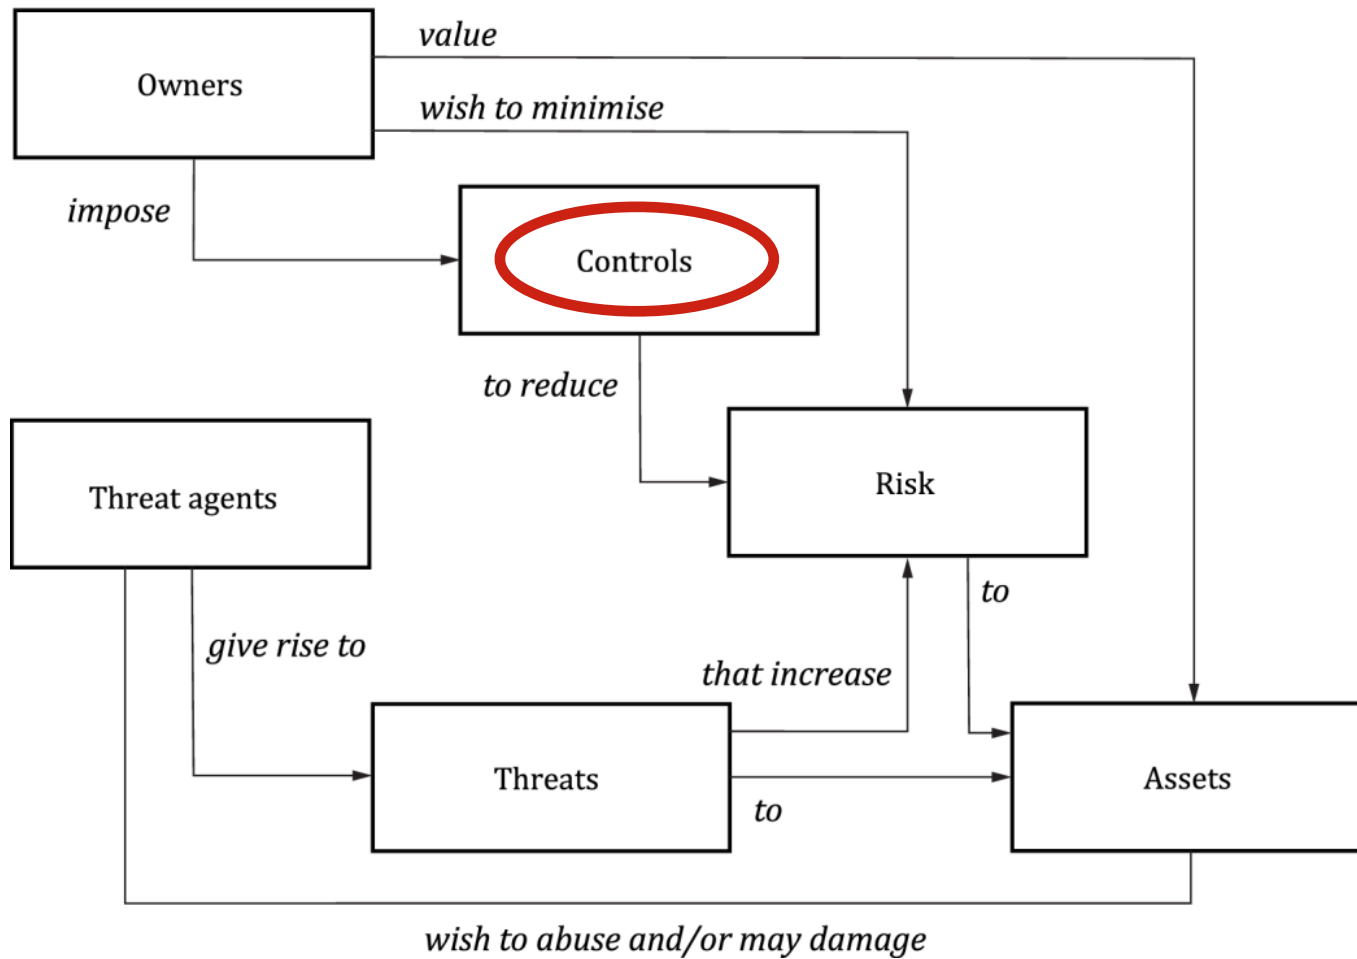 value
Owners
wish to minimise
impose
Controls
to reduce
Risk
Threat agents
to
give rise to
that increase
Threats
Assets
to
wish to abuse and/or may damage